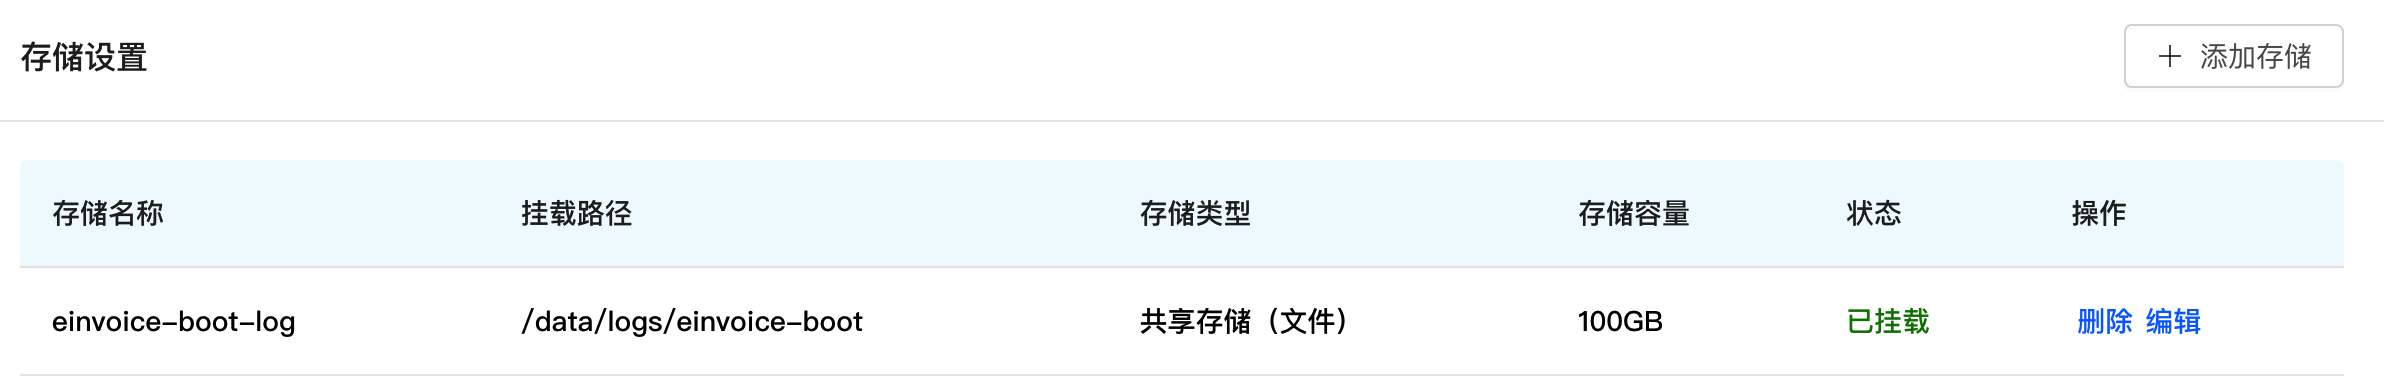 存储设置
+ 添加存储
存储名称 挂载路径 存储类型 存储容量 状态 操作
einvoice-boot-log /data/logs/einvoice-boot 共享存储（文件） 100GB 已挂载 删除 编辑